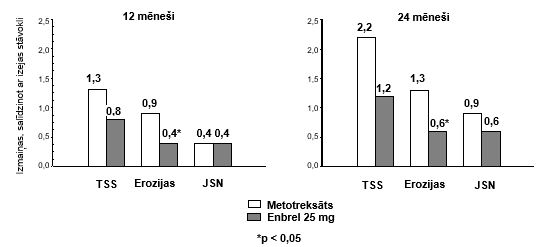 12 mēneši
24 mēneši
Izmaiņas, salīdzinot ar izejas stāvokli
2,5
2,0
1,5
1,0
0,5
0,0
1,3
0,8
0,9
0,4*
0,4 0,4
TSS Erozijas JSN
2,5
2,0
1,5
1,0
0,5
0,0
2,2
1,2
1,3
0,6*
0,9
0,6
TSS Erozijas JSN
Metotreksāts
Enbrel 25 mg
*p < 0,05